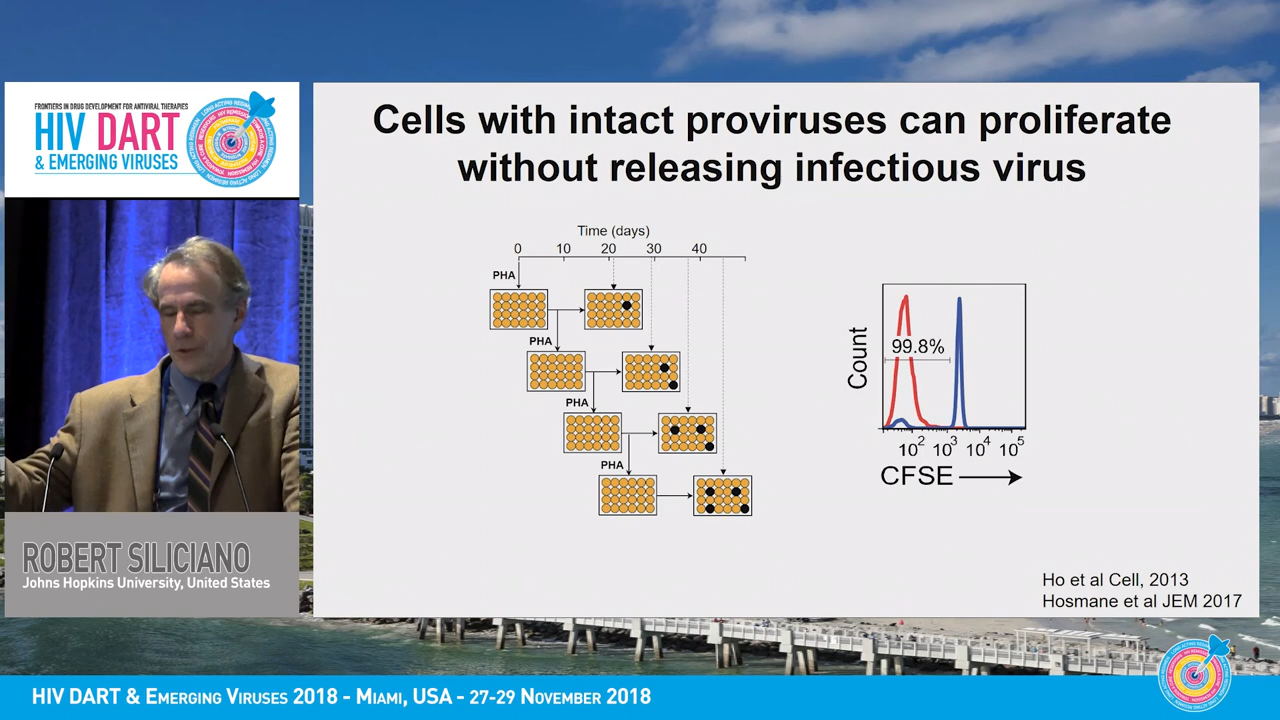 FRONTIERS IN DRUG DEVELOPMENT FOR ANTIVIRAL THERAPIES
HIV DART
& EMERGING VIRUSES
ROBERT SILICIANO
Johns Hopkins University, United States
Cells with intact proviruses can proliferate
without releasing infectious virus
Time (days)
0 10 20 30 40
PHA
PHA
PHA
PHA
Count
99.8%
10² 10³ 10⁴ 10⁵
CFSE
Ho et al Cell, 2013
Hosmane et al JEM 2017
HIV DART & EMERGING VIRUSES 2018 - MIAMI, USA - 27-29 NOVEMBER 2018